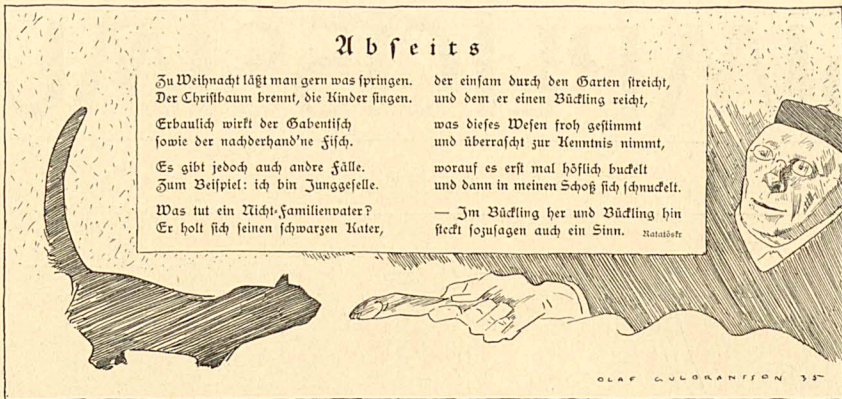 Abseits
Zu Weihnacht läßt man gern was springen.
Der Christbaum brennt, die Kinder singen.
Erbaulich wirkt der Gabentisch
sowie der nachderhand'ne Fisch.
Es gibt jedoch auch andre Fälle.
Zum Beispiel: ich bin Junggeselle.
Was tut ein Nicht-Familienvater?
Er holt sich seinen schwarzen Kater,
der einsam durch den Garten streicht,
und dem er einen Bückling reicht,
was dieses Wesen froh gestimmt
und überrascht zur Kenntnis nimmt,
worauf es erst mal höflich buckelt
und dann in meinen Schoß sich schnuckelt.
— Im Bückling her und Bückling hin
steckt sozusagen auch ein Sinn. Ratatöskr
OLAF GULBRANSSON 35